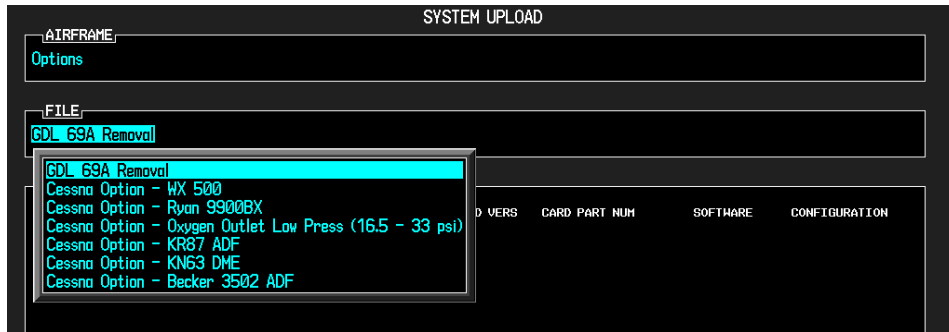 SYSTEM UPLOAD
AIRFRAME
Options
FILE
GDL 69A Removal
GDL 69A Removal
Cessna Option - WX 500
Cessna Option - Ryan 9900BX
Cessna Option - Oxygen Outlet Low Press (16.5 - 33 psi)
Cessna Option - KR87 ADF
Cessna Option - KN63 DME
Cessna Option - Becker 3502 ADF
D VERS CARD PART NUM SOFTWARE CONFIGURATION